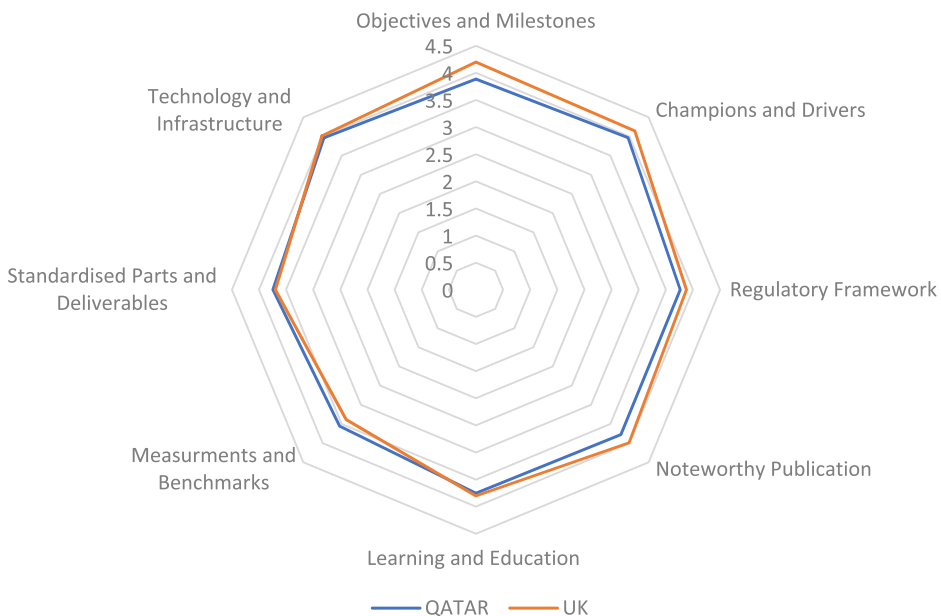 Objectives and Milestones
4.5
4
3.5
3
2.5
2
1.5
1
0.5
0
Technology and
Infrastructure
Champions and Drivers
Standardised Parts and
Deliverables
Regulatory Framework
Measurments and
Benchmarks
Noteworthy Publication
Learning and Education
QATAR
UK